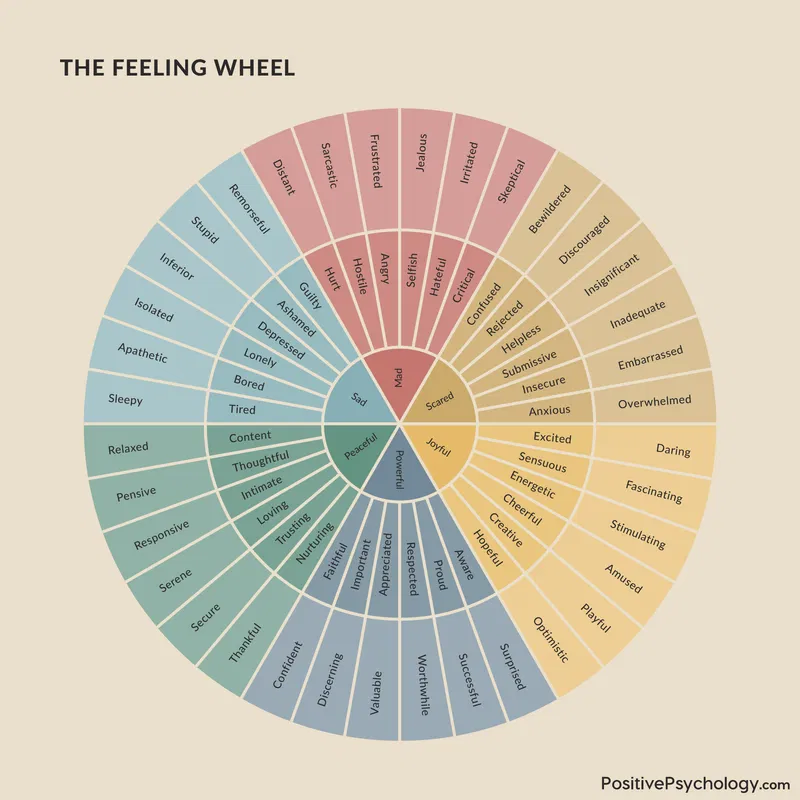 THE FEELING WHEEL
Mad
Scared
Joyful
Powerful
Peaceful
Sad
Hurt
Hostile
Angry
Selfish
Hateful
Critical
Confused
Rejected
Helpless
Submissive
Insecure
Anxious
Excited
Sensuous
Energetic
Cheerful
Creative
Hopeful
Aware
Proud
Respected
Appreciated
Important
Faithful
Nurturing
Trusting
Loving
Intimate
Thoughtful
Content
Tired
Bored
Lonely
Depressed
Ashamed
Guilty
Distant
Sarcastic
Frustrated
Jealous
Irritated
Skeptical
Bewildered
Discouraged
Insignificant
Inadequate
Embarrassed
Overwhelmed
Daring
Fascinating
Stimulating
Amused
Playful
Optimistic
Surprised
Successful
Worthwhile
Valuable
Discerning
Confident
Thankful
Secure
Serene
Responsive
Pensive
Relaxed
Sleepy
Apathetic
Isolated
Inferior
Stupid
Remorseful
PositivePsychology.com